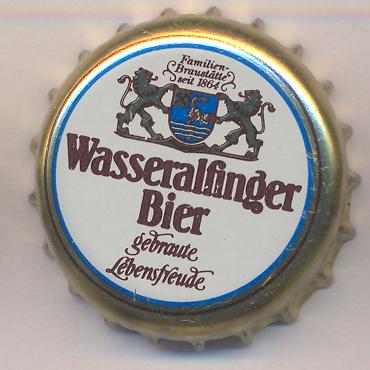 Familien-
Braustätte
seit 1864
Wasseralfinger
Bier
gebraute
Lebensfreude